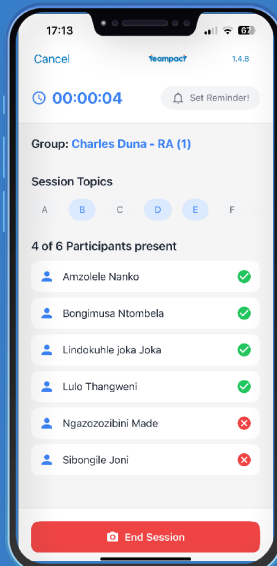 17:13
67
Cancel
teampact
1.4.8
00:00:04
Set Reminder!
Group: Charles Duna - RA (1)
Session Topics
A B C D E F
4 of 6 Participants present
Amzolele Nanko
Bongimusa Ntombela
Lindokuhle joka Joka
Lulo Thangweni
Ngazozozibini Made
Sibongile Joni
End Session